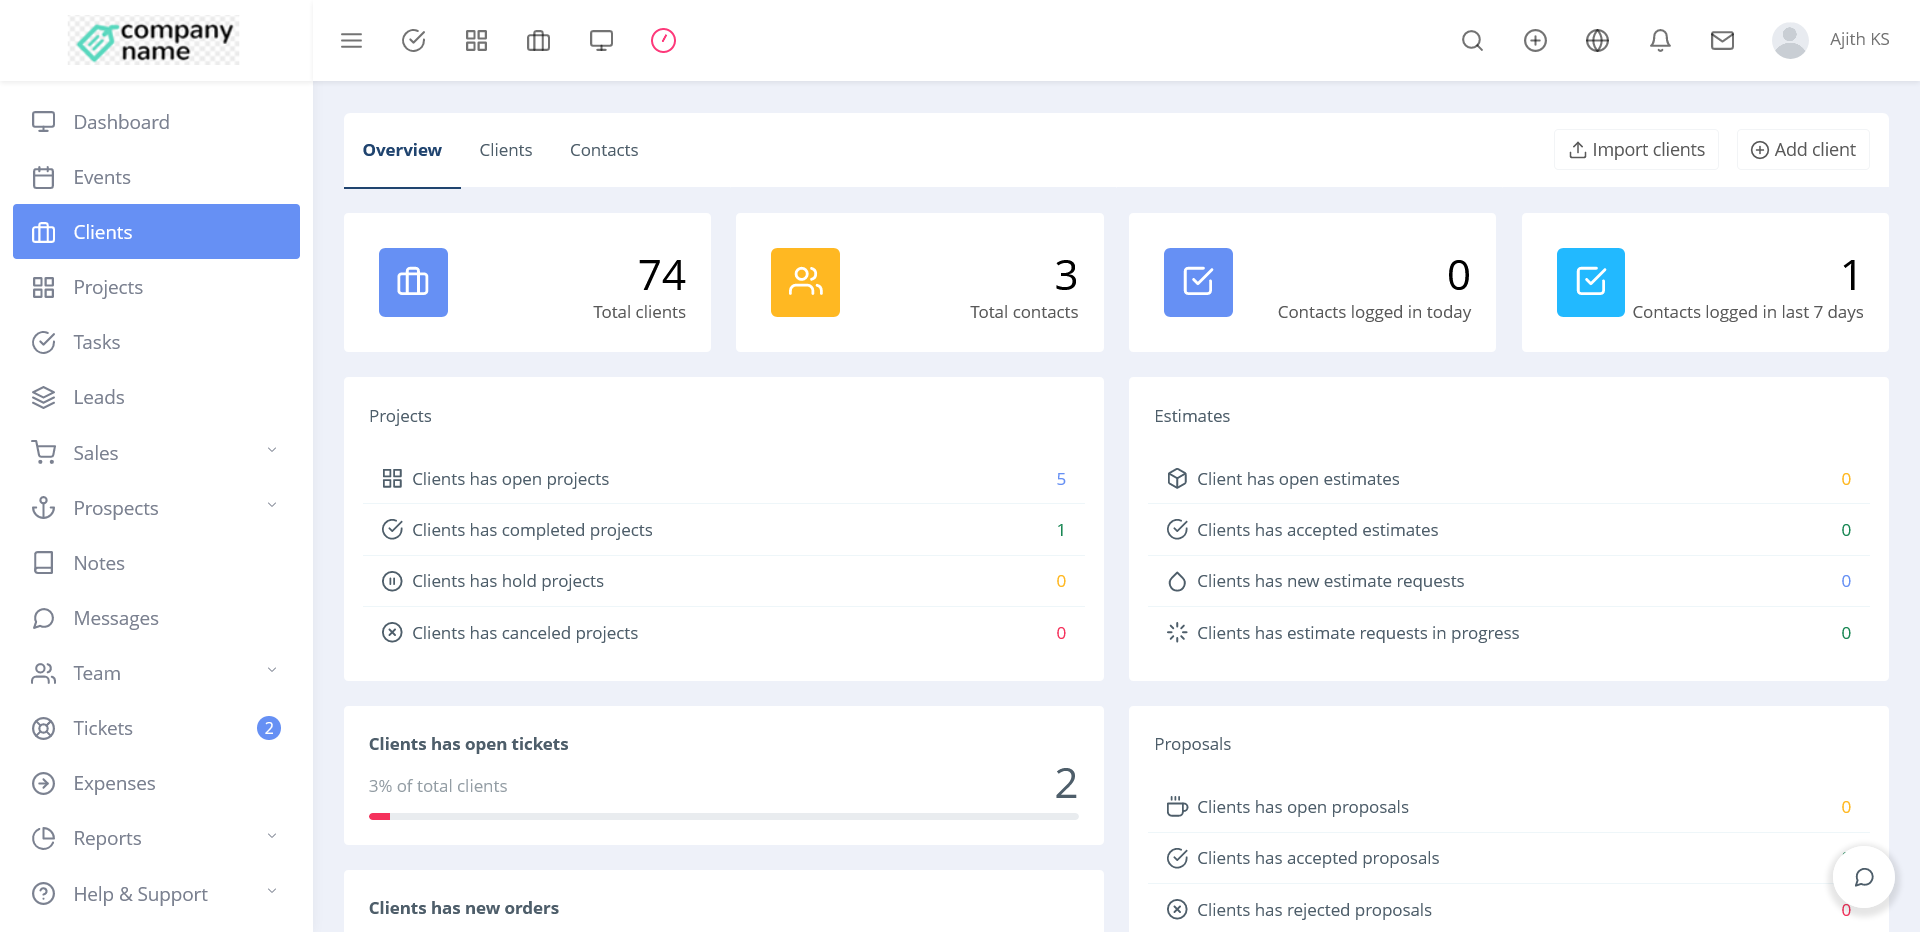 company
name
Ajith KS
Dashboard
Events
Clients
Projects
Tasks
Leads
Sales
Prospects
Notes
Messages
Team
Tickets 2
Expenses
Reports
Help & Support
Overview Clients Contacts Import clients Add client
74
Total clients
3
Total contacts
0
Contacts logged in today
1
Contacts logged in last 7 days
Projects
Clients has open projects 5
Clients has completed projects 1
Clients has hold projects 0
Clients has canceled projects 0
Estimates
Client has open estimates 0
Clients has accepted estimates 0
Clients has new estimate requests 0
Clients has estimate requests in progress 0
Clients has open tickets
3% of total clients 2
Clients has new orders
Proposals
Clients has open proposals 0
Clients has accepted proposals
Clients has rejected proposals 0